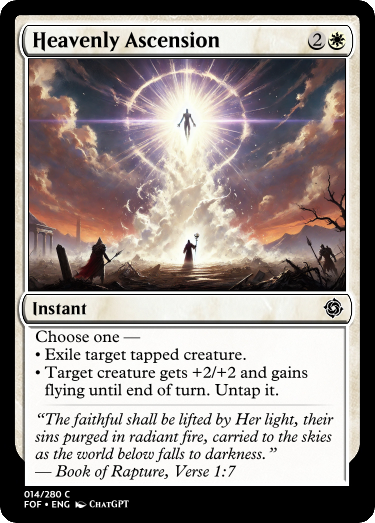 Heavenly Ascension 2
Instant
Choose one —
• Exile target tapped creature.
• Target creature gets +2/+2 and gains
flying until end of turn. Untap it.
“The faithful shall be lifted by Her light, their
sins purged in radiant fire, carried to the skies
as the world below falls to darkness.”
— Book of Rapture, Verse 1:7
014/280 C
FOF • ENG ChatGPT